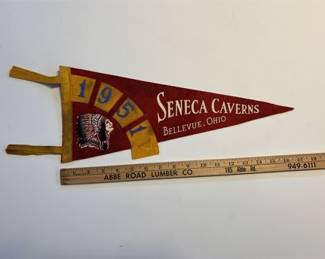 1951
SENECA CAVERNS
BELLEVUE, OHIO
ABBE ROAD LUMBER CO
949-6111